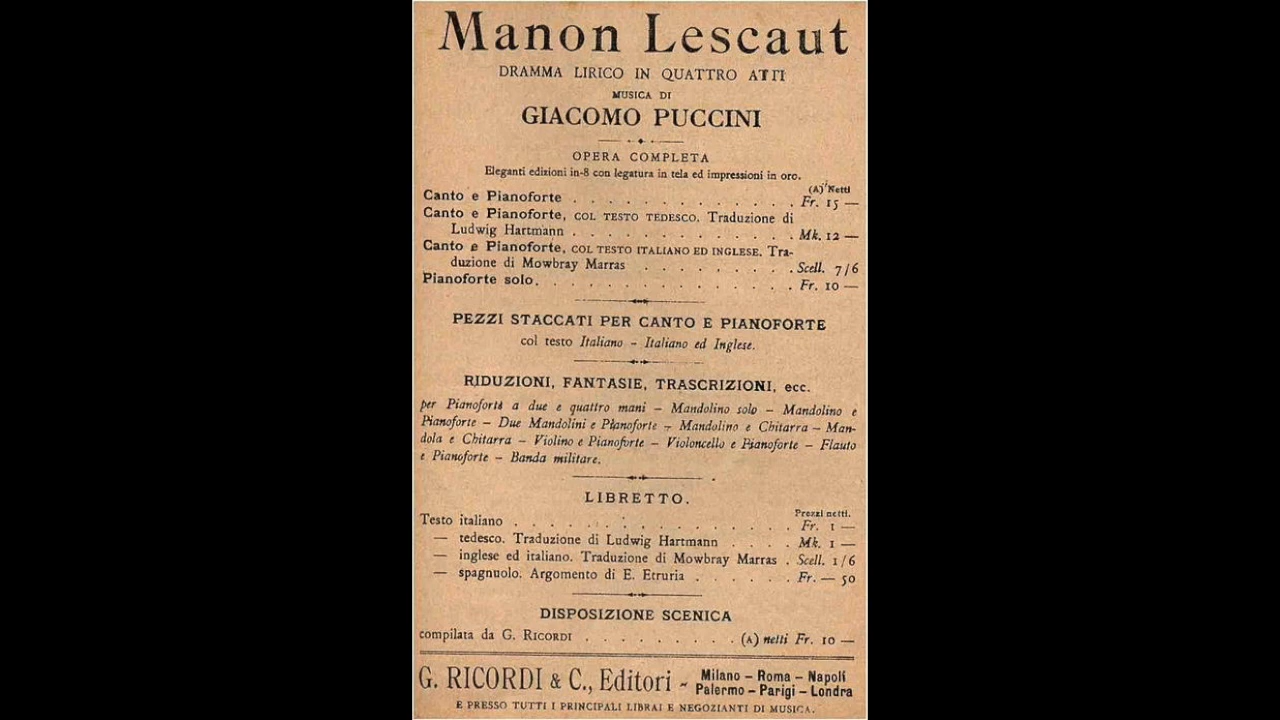 Manon Lescaut
DRAMMA LIRICO IN QUATTRO ATTI
MUSICA DI
GIACOMO PUCCINI
OPERA COMPLETA
Eleganti edizioni in-8 con legatura in tela ed impressioni in oro.
(A) Netti
Canto e Pianoforte . . . . . . . . . . . . . Fr. 15 —
Canto e Pianoforte, COL TESTO TEDESCO. Traduzione di
Ludwig Hartmann . . . . . . . . . . . . . Mk. 12 —
Canto e Pianoforte, COL TESTO ITALIANO ED INGLESE. Tra-
duzione di Mowbray Marras . . . . . . . . . Scell. 7/6
Pianoforte solo. . . . . . . . . . . . . . . Fr. 10 —
PEZZI STACCATI PER CANTO E PIANOFORTE
col testo Italiano - Italiano ed Inglese.
RIDUZIONI, FANTASIE, TRASCRIZIONI, ecc.
per Pianoforte a due e quattro mani — Mandolino solo — Mandolino e
Pianoforte — Due Mandolini e Pianoforte — Mandolino e Chitarra — Man-
dola e Chitarra — Violino e Pianoforte — Violoncello e Pianoforte — Flauto
e Pianoforte — Banda militare.
LIBRETTO.
Prezzi netti.
Testo italiano . . . . . . . . . . . . . . . . Fr. 1 —
— tedesco. Traduzione di Ludwig Hartmann . . . . Mk. 1 —
— inglese ed italiano. Traduzione di Mowbray Marras . Scell. 1/6
— spagnuolo. Argomento di E. Etruria . . . . . . Fr. — 50
DISPOSIZIONE SCENICA
compilata da G. RICORDI . . . . . . . . . (A) netti Fr. 10 —
G. RICORDI & C., Editori - Milano - Roma - Napoli
Palermo - Parigi - Londra
E PRESSO TUTTI I PRINCIPALI LIBRAI E NEGOZIANTI DI MUSICA.